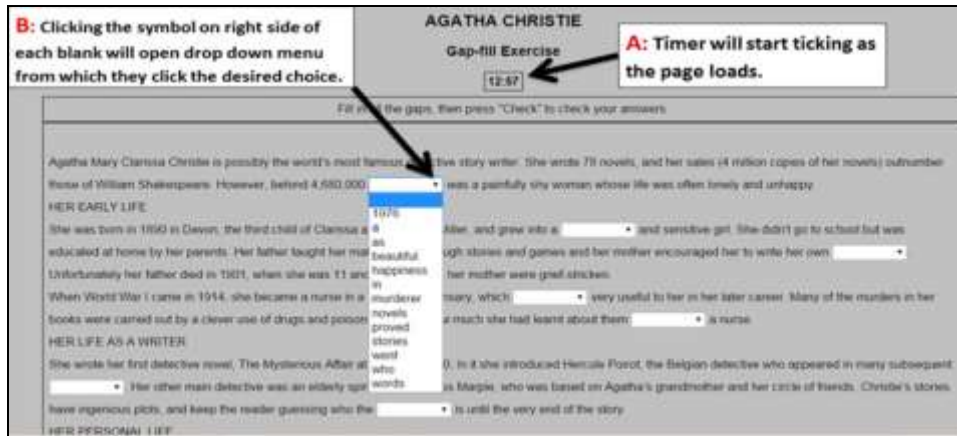 B: Clicking the symbol on right side of
each blank will open drop down menu
from which they click the desired choice.
AGATHA CHRISTIE
Gap-fill Exercise
12:57
A: Timer will start ticking as
the page loads.
Fill in all the gaps, then press "Check" to check your answers.
Agatha Mary Clarissa Christie is possibly the world's most famous detective story writer. She wrote 79 novels, and her sales (4 million copies of her novels) outnumber
those of William Shakespeare. However, behind 4,680,000 was a painfully shy woman whose life was often lonely and unhappy.
HER EARLY LIFE
She was born in 1890 in Devon, the third child of Clarissa a Miller, and grew into a and sensitive girl. She didn't go to school but was
educated at home by her parents. Her father taught her ma ugh stories and games and her mother encouraged her to write her own
Unfortunately her father died in 1901, when she was 11 and her mother were grief stricken.
When World War I came in 1914, she became a nurse in a nsary, which very useful to her in her later career. Many of the murders in her
books were carried out by a clever use of drugs and poison much she had learnt about them a nurse.
HER LIFE AS A WRITER
She wrote her first detective novel, The Mysterious Affair at 0. In it she introduced Hercule Poirot, the Belgian detective who appeared in many subsequent
. Her other main detective was an elderly spin ss Marple, who was based on Agatha's grandmother and her circle of friends. Christie's stories
have ingenious plots, and keep the reader guessing who the is until the very end of the story.
HER PERSONAL LIFE
1976
a
as
beautiful
happiness
in
murderer
novels
proved
stories
went
who
words